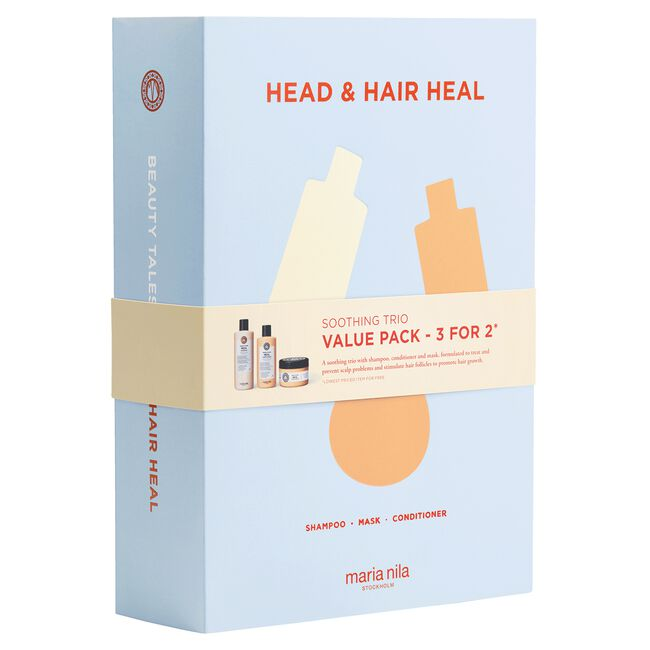 HEAD & HAIR HEAL
BEAUTY TALES
HAIR HEAL
SOOTHING TRIO
VALUE PACK - 3 FOR 2*
A soothing trio with shampoo, conditioner and mask, formulated to treat and
prevent scalp problems and stimulate hair follicles to promote hair growth.
*LOWEST PRICED ITEM FOR FREE
SHAMPOO • MASK • CONDITIONER
maria nila
STOCKHOLM